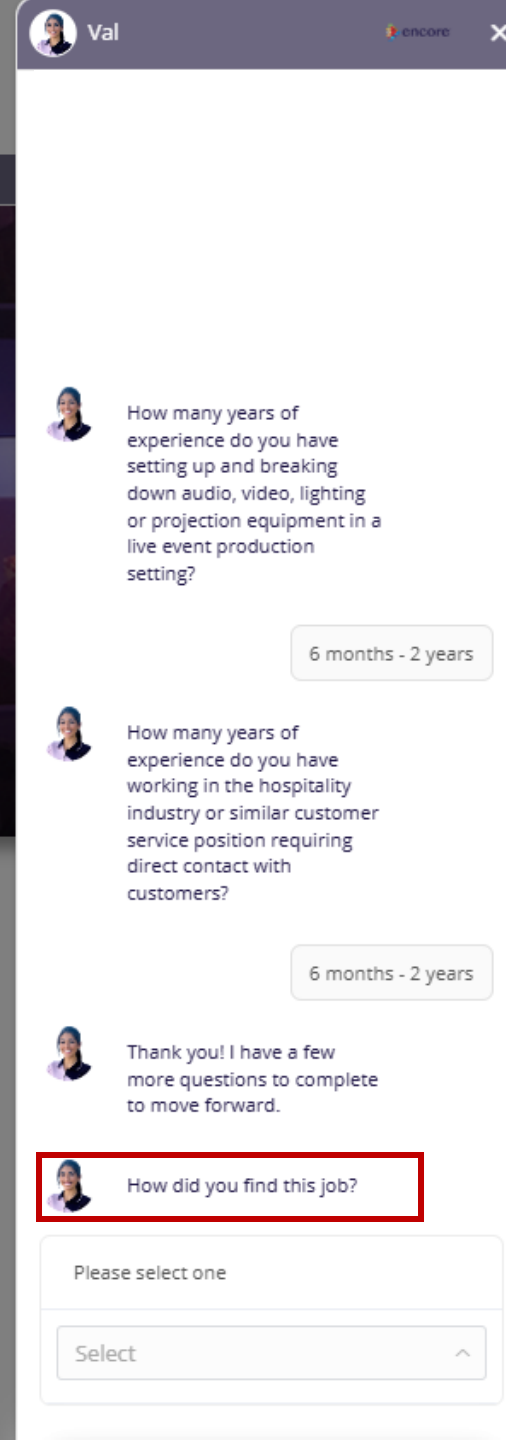 Val
encore
How many years of
experience do you have
setting up and breaking
down audio, video, lighting
or projection equipment in a
live event production
setting?
6 months - 2 years
How many years of
experience do you have
working in the hospitality
industry or similar customer
service position requiring
direct contact with
customers?
6 months - 2 years
Thank you! I have a few
more questions to complete
to move forward.
How did you find this job?
Please select one
Select